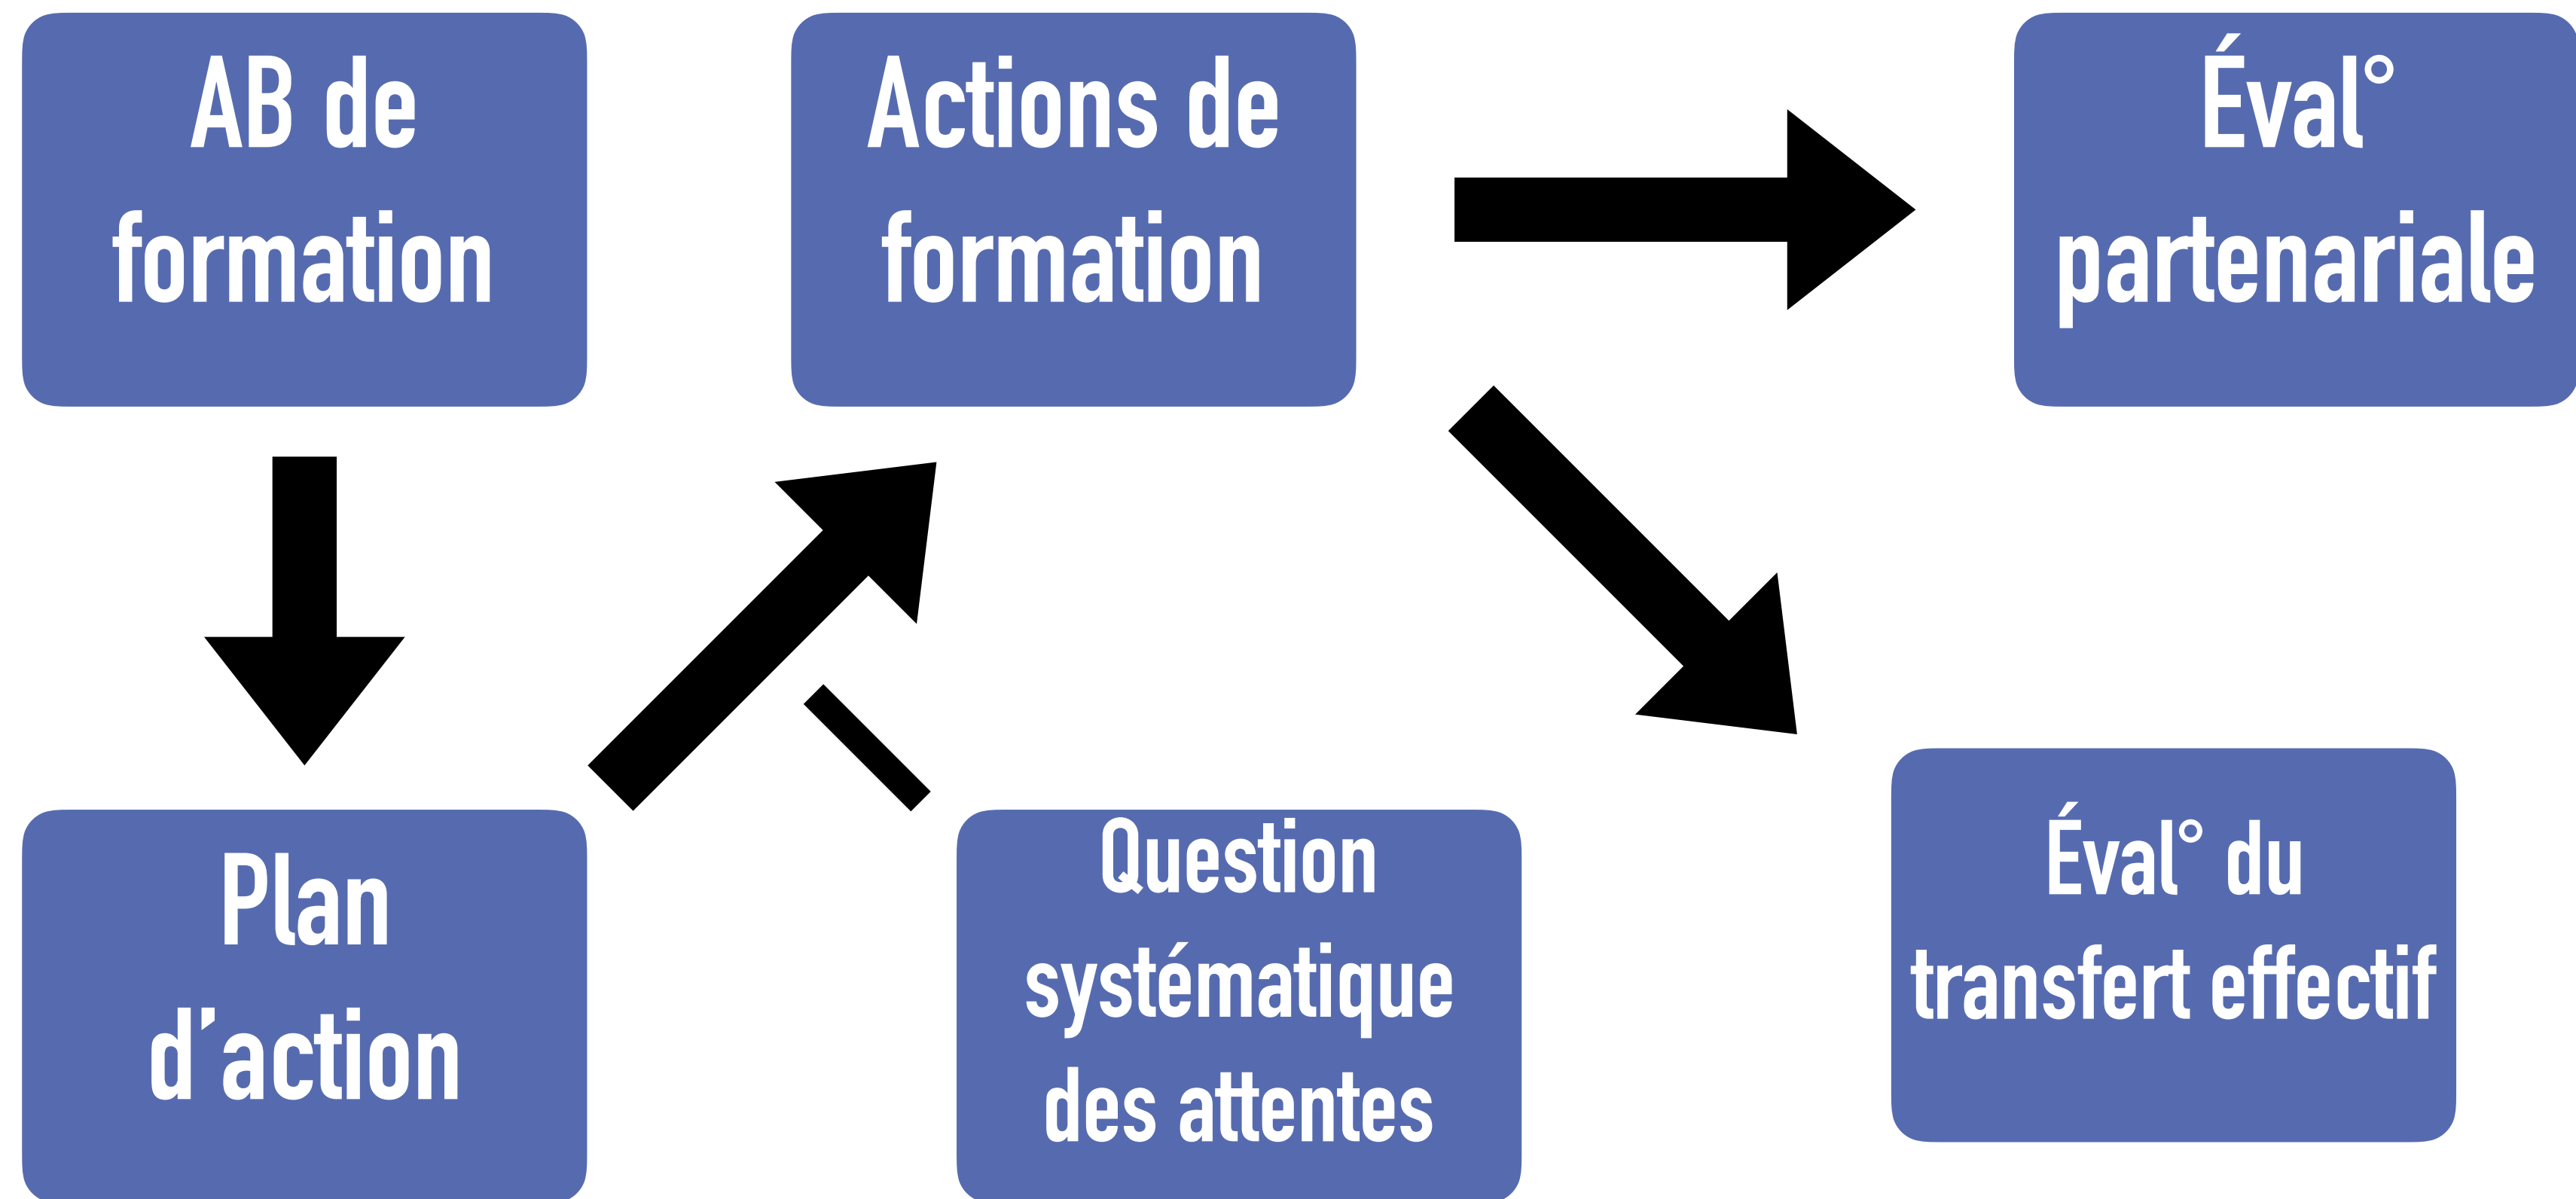 AB de
formation
Actions de
formation
Éval°
partenariale
Plan
d’action
Question
systématique
des attentes
Éval° du
transfert effectif